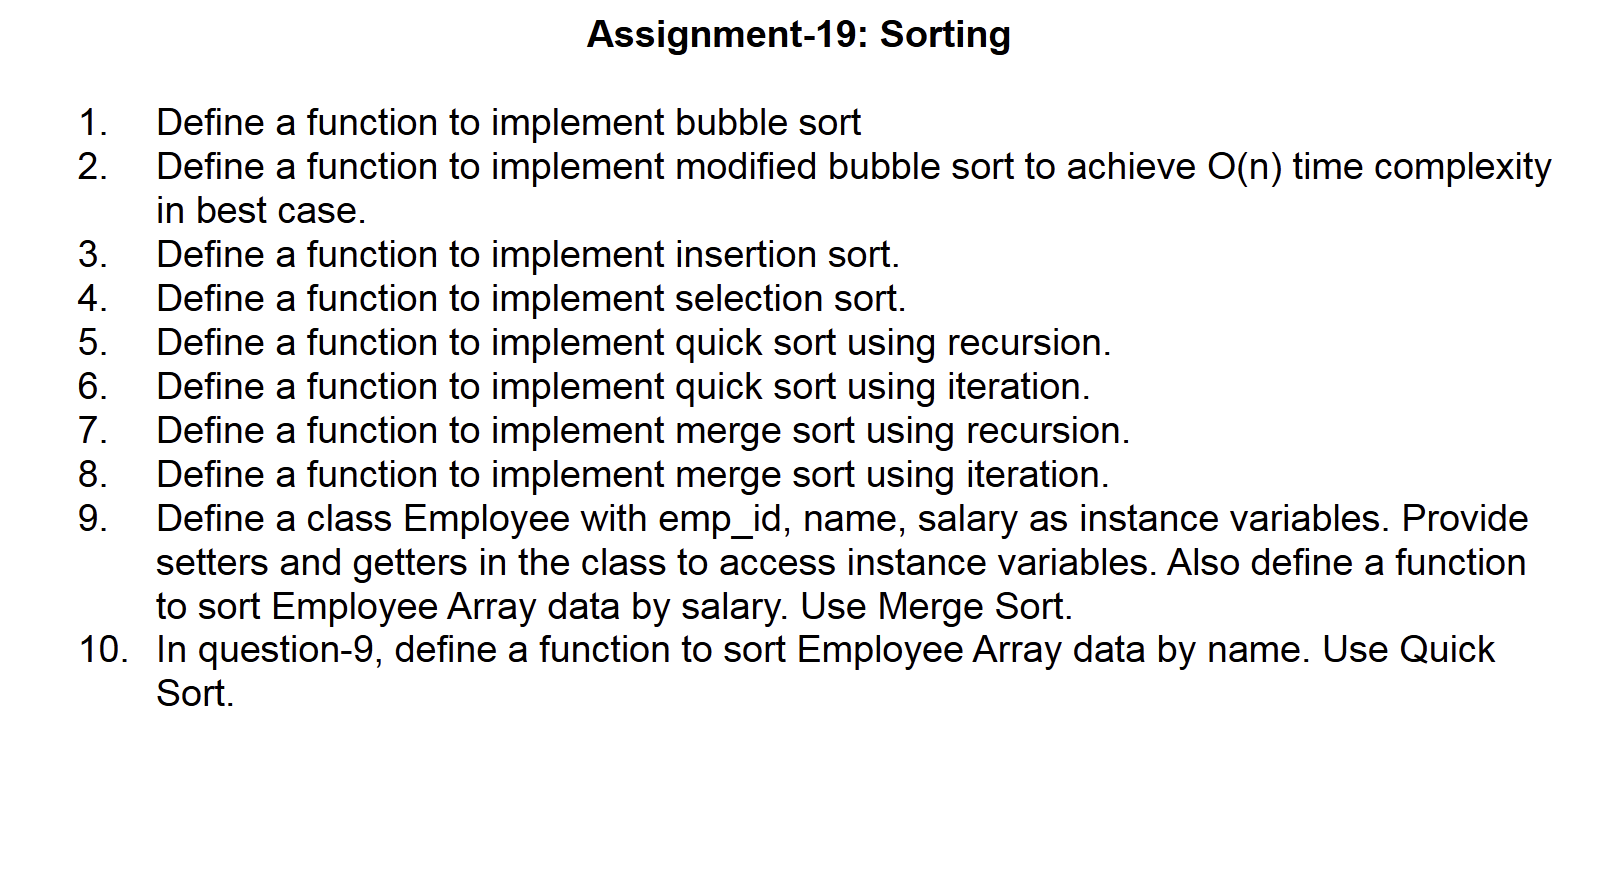 Assignment-19: Sorting
1. Define a function to implement bubble sort
2. Define a function to implement modified bubble sort to achieve O(n) time complexity
in best case.
3. Define a function to implement insertion sort.
4. Define a function to implement selection sort.
5. Define a function to implement quick sort using recursion.
6. Define a function to implement quick sort using iteration.
7. Define a function to implement merge sort using recursion.
8. Define a function to implement merge sort using iteration.
9. Define a class Employee with emp_id, name, salary as instance variables. Provide
setters and getters in the class to access instance variables. Also define a function
to sort Employee Array data by salary. Use Merge Sort.
10. In question-9, define a function to sort Employee Array data by name. Use Quick
Sort.